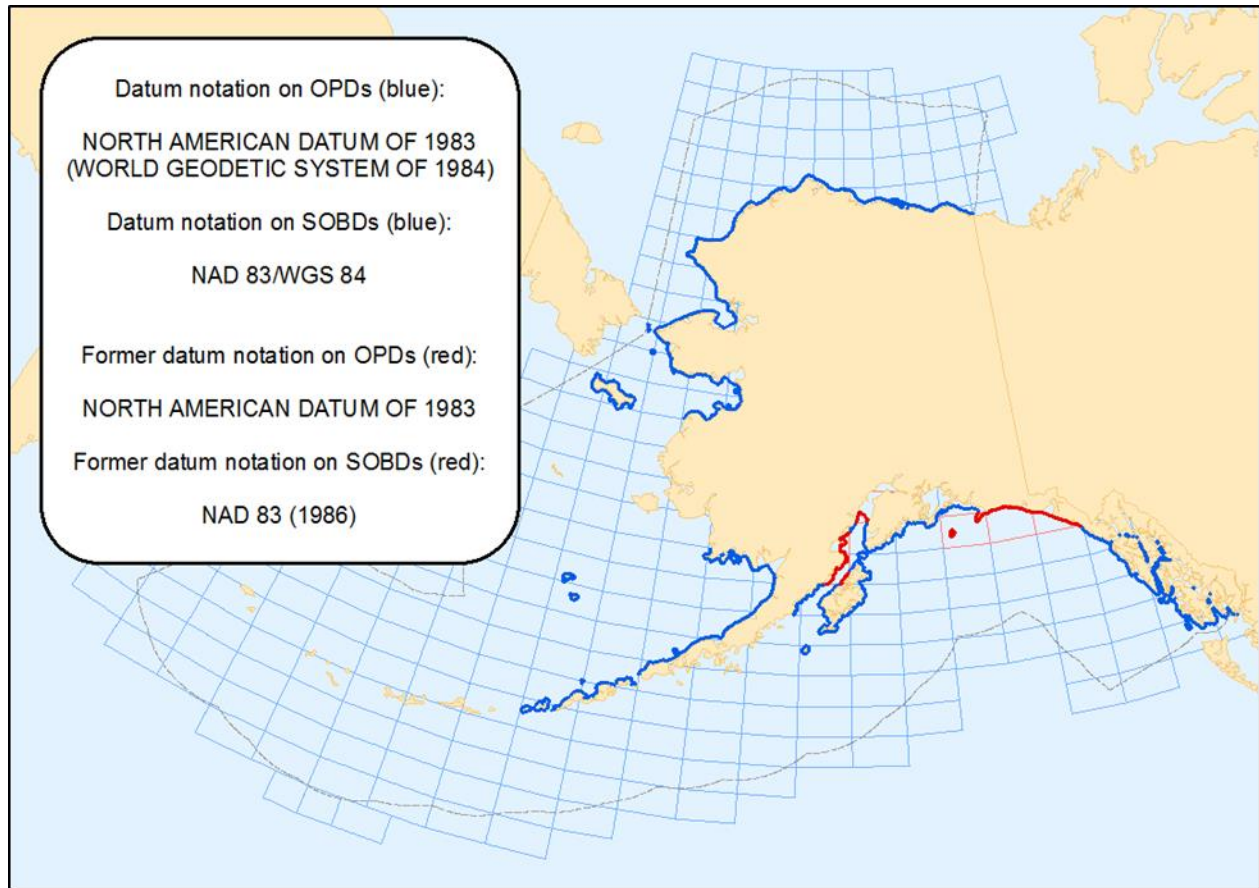 Datum notation on OPDs (blue):
NORTH AMERICAN DATUM OF 1983
(WORLD GEODETIC SYSTEM OF 1984)
Datum notation on SOBDs (blue):
NAD 83/WGS 84
Former datum notation on OPDs (red):
NORTH AMERICAN DATUM OF 1983
Former datum notation on SOBDs (red):
NAD 83 (1986)